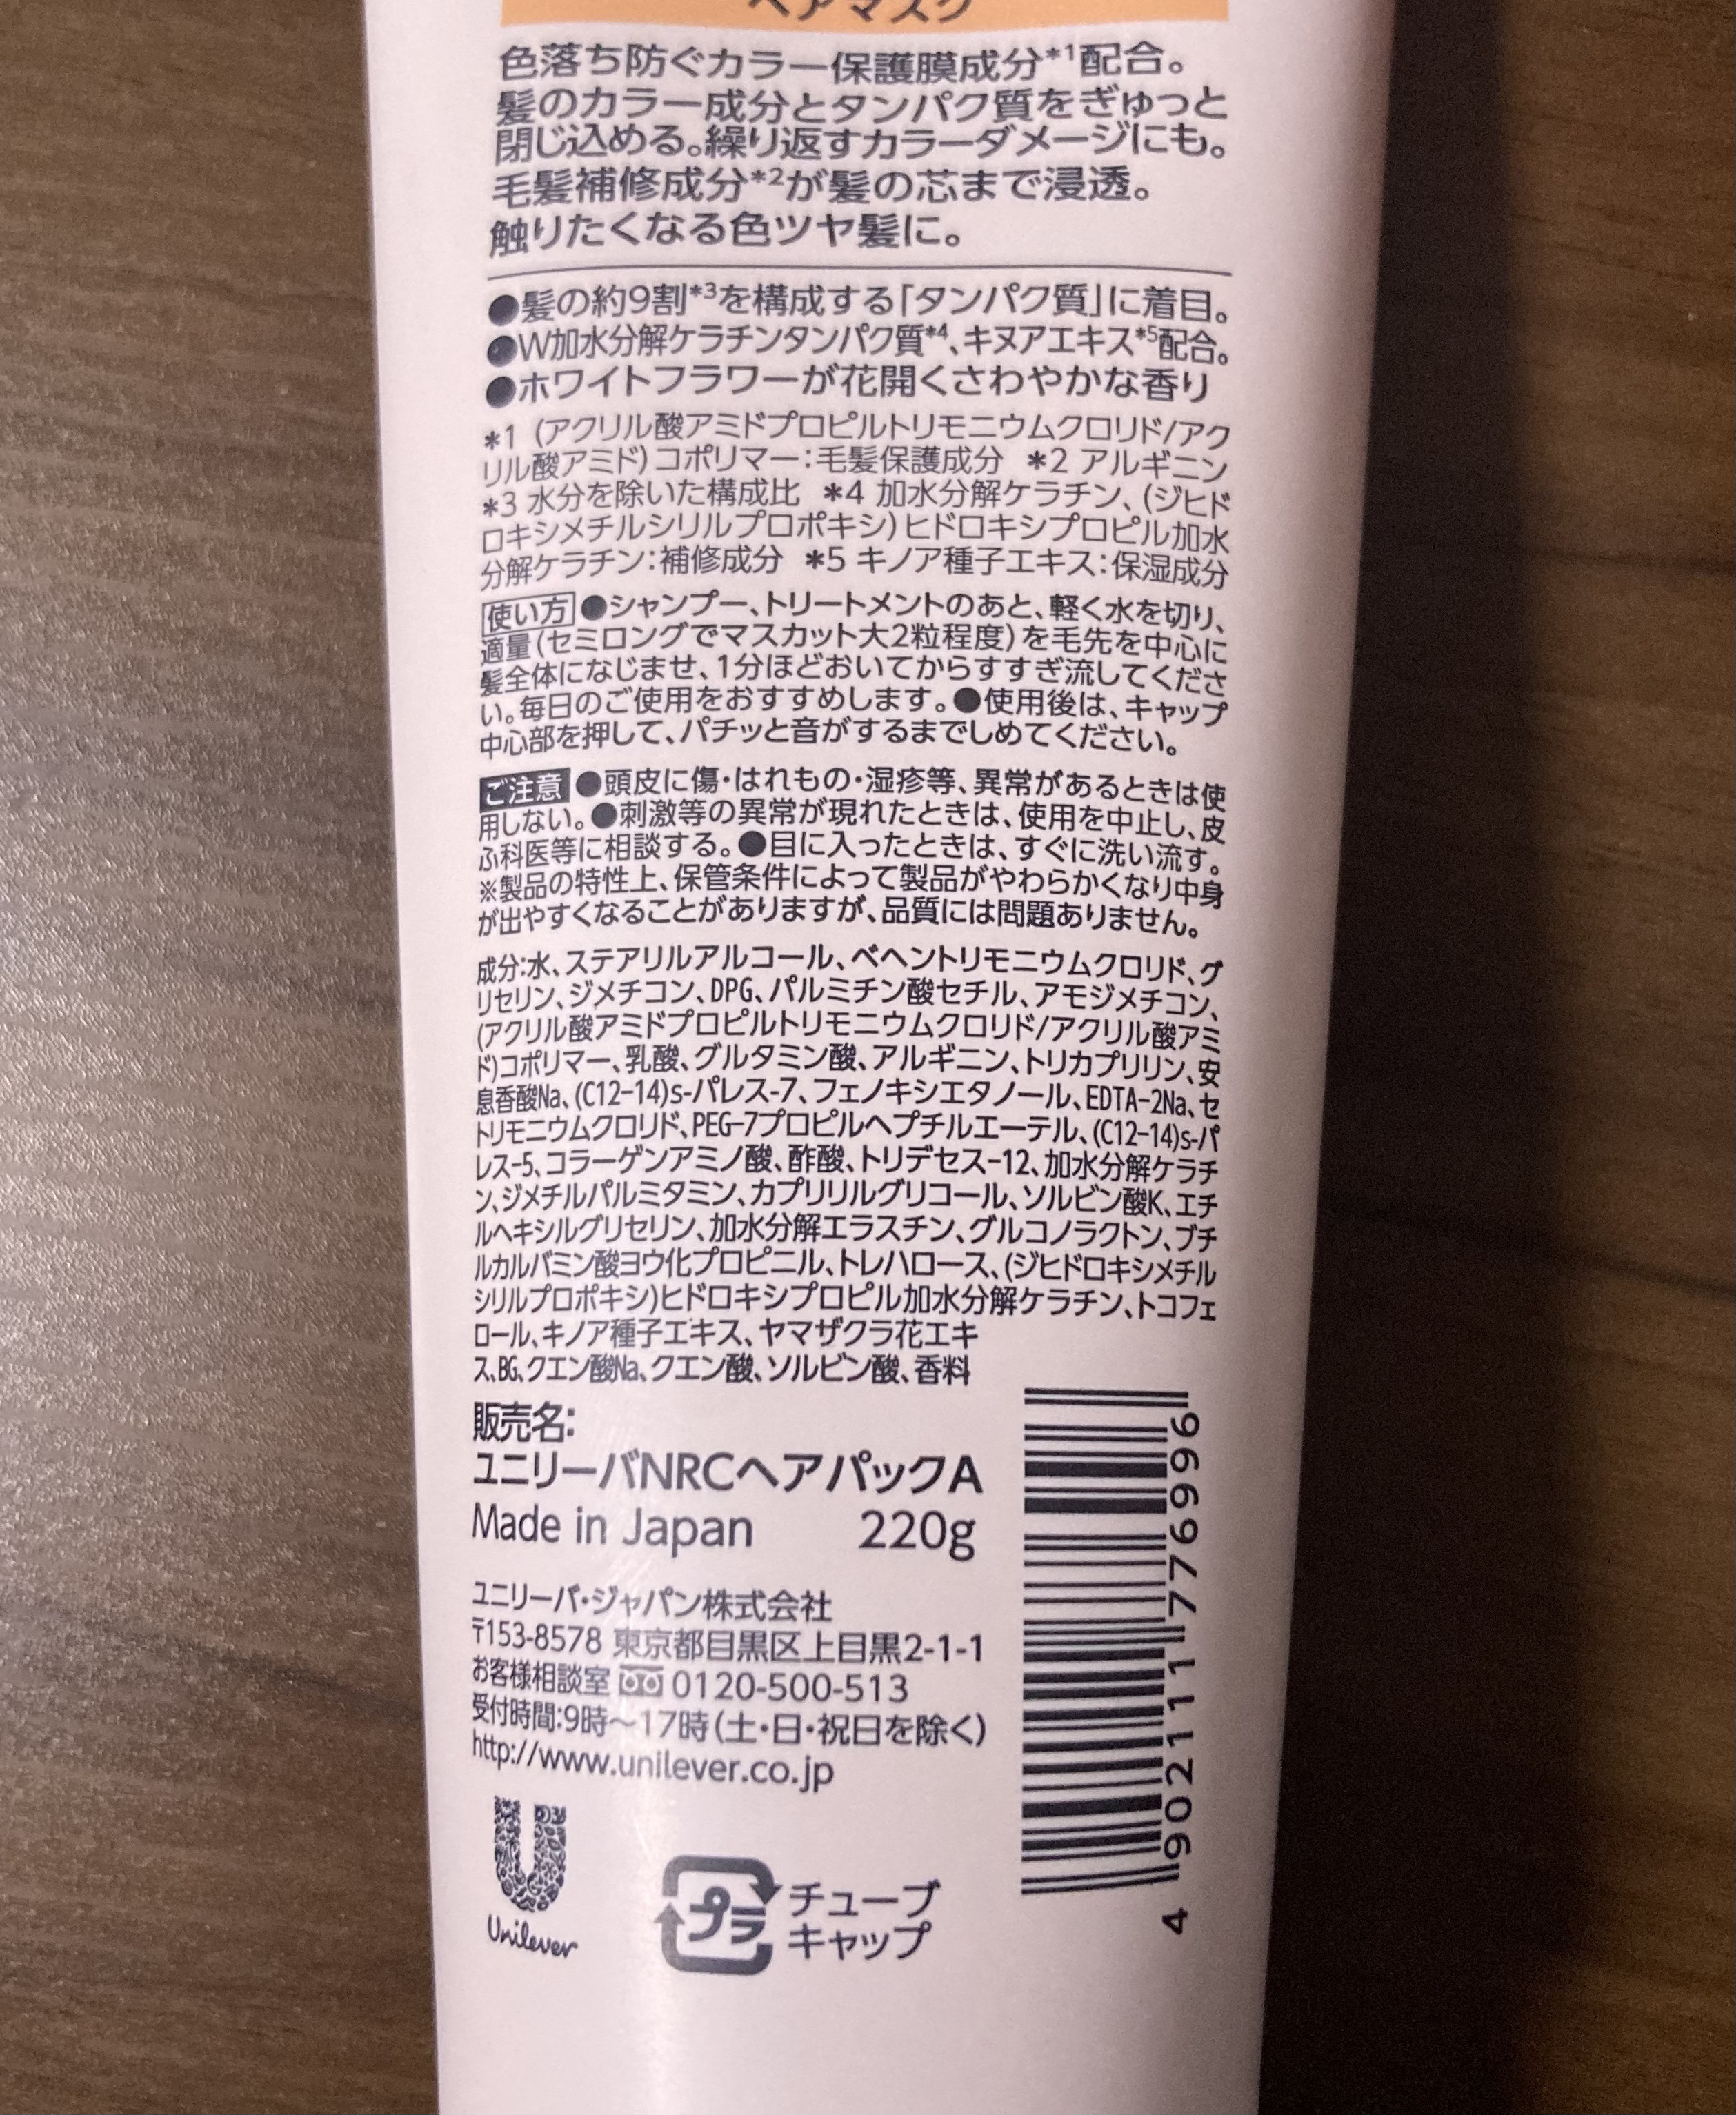 ヘアマスク
色落ち防ぐカラー保護膜成分*1配合。
髪のカラー成分とタンパク質をぎゅっと
閉じ込める。繰り返すカラーダメージにも。
毛髪補修成分*2が髪の芯まで浸透。
触りたくなる色ツヤ髪に。
●髪の約9割*3を構成する「タンパク質」に着目。
●W加水分解ケラチンタンパク質*4、キヌアエキス*5配合。
●ホワイトフラワーが花開くさわやかな香り
*1 (アクリル酸アミドプロピルトリモニウムクロリド/アク
リル酸アミド)コポリマー:毛髪保護成分 *2 アルギニン
*3 水分を除いた構成比 *4 加水分解ケラチン、(ジヒド
ロキシメチルシリルプロポキシ)ヒドロキシプロピル加水
分解ケラチン:補修成分 *5 キノア種子エキス:保湿成分
使い方 ●シャンプー、トリートメントのあと、軽く水を切り、
適量(セミロングでマスカット大2粒程度)を毛先を中心に
髪全体になじませ、1分ほどおいてからすすぎ流してくださ
い。毎日のご使用をおすすめします。●使用後は、キャップ
中心部を押して、パチッと音がするまでしめてください。
ご注意 ●頭皮に傷・はれもの・湿疹等、異常があるときは使
用しない。●刺激等の異常が現れたときは、使用を中止し、皮
ふ科医等に相談する。●目に入ったときは、すぐに洗い流す。
※製品の特性上、保管条件によって製品がやわらかくなり中身
が出やすくなることがありますが、品質には問題ありません。
成分:水、ステアリルアルコール、ベヘントリモニウムクロリド、グ
リセリン、ジメチコン、DPG、パルミチン酸セチル、アモジメチコン、
(アクリル酸アミドプロピルトリモニウムクロリド/アクリル酸アミ
ド)コポリマー、乳酸、グルタミン酸、アルギニン、トリカプリリン、安
息香酸Na、(C12-14)s-パレス-7、フェノキシエタノール、EDTA-2Na、セ
トリモニウムクロリド、PEG-7プロピルヘプチルエーテル、(C12-14)s-パ
レス-5、コラーゲンアミノ酸、酢酸、トリデセス-12、加水分解ケラチ
ン、ジメチルパルミタミン、カプリリルグリコール、ソルビン酸K、エチ
ルヘキシルグリセリン、加水分解エラスチン、グルコノラクトン、ブチ
ルカルバミン酸ヨウ化プロピニル、トレハロース、(ジヒドロキシメチル
シリルプロポキシ)ヒドロキシプロピル加水分解ケラチン、トコフェ
ロール、キノア種子エキス、ヤマザクラ花エキ
ス、BG、クエン酸Na、クエン酸、ソルビン酸、香料
販売名:
ユニリーバNRCヘアパックA
Made in Japan 220g
ユニリーバ・ジャパン株式会社
〒153-8578 東京都目黒区上目黒2-1-1
お客様相談室 0120-500-513
受付時間:9時～17時(土・日・祝日を除く)
http://www.unilever.co.jp
Unilever
プラ
チューブ
キャップ
4 902111 776996